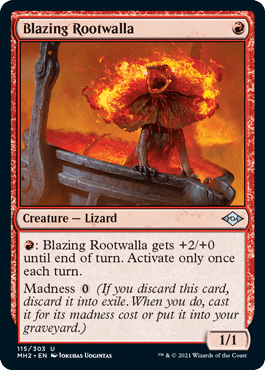 Blazing Rootwalla
Creature — Lizard
: Blazing Rootwalla gets +2/+0
until end of turn. Activate only once
each turn.
Madness 0 (If you discard this card,
discard it into exile. When you do, cast
it for its madness cost or put it into
your graveyard.)
1/1
115/303 U
MH2 • EN Jokubas Uogintas
™ & © 2021 Wizards of the Coast